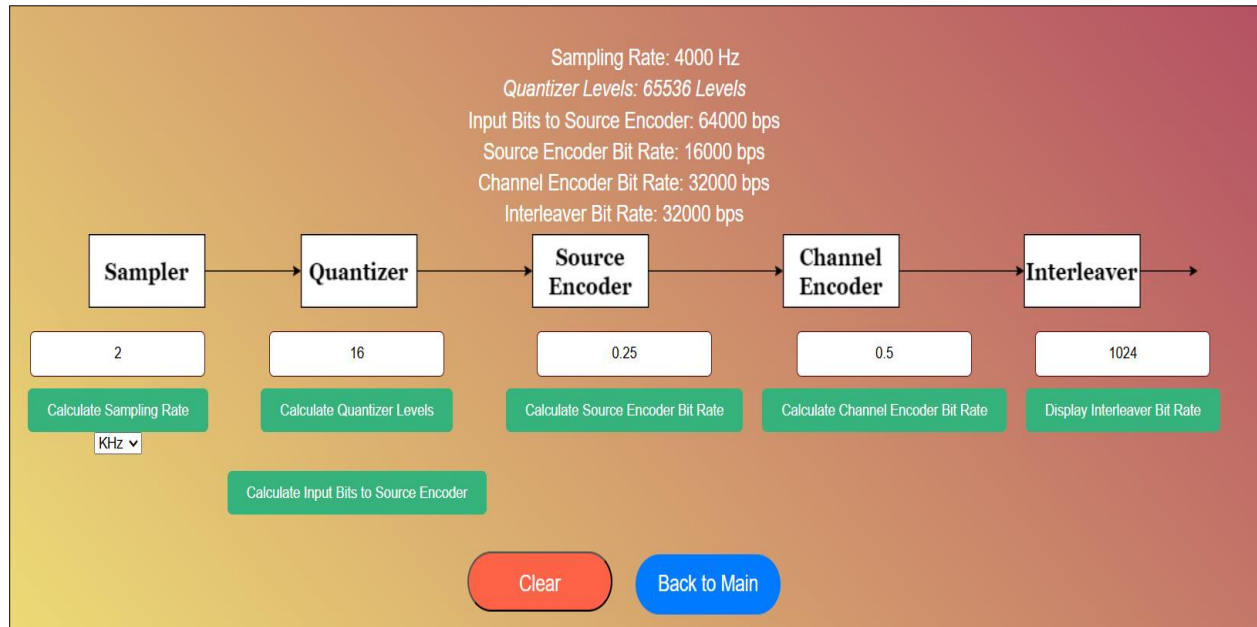 Sampling Rate: 4000 Hz
Quantizer Levels: 65536 Levels
Input Bits to Source Encoder: 64000 bps
Source Encoder Bit Rate: 16000 bps
Channel Encoder Bit Rate: 32000 bps
Interleaver Bit Rate: 32000 bps
Sampler
Quantizer
Source
Encoder
Channel
Encoder
Interleaver
2
16
0.25
0.5
1024
Calculate Sampling Rate
Calculate Quantizer Levels
Calculate Source Encoder Bit Rate
Calculate Channel Encoder Bit Rate
Display Interleaver Bit Rate
KHz
Calculate Input Bits to Source Encoder
Clear
Back to Main